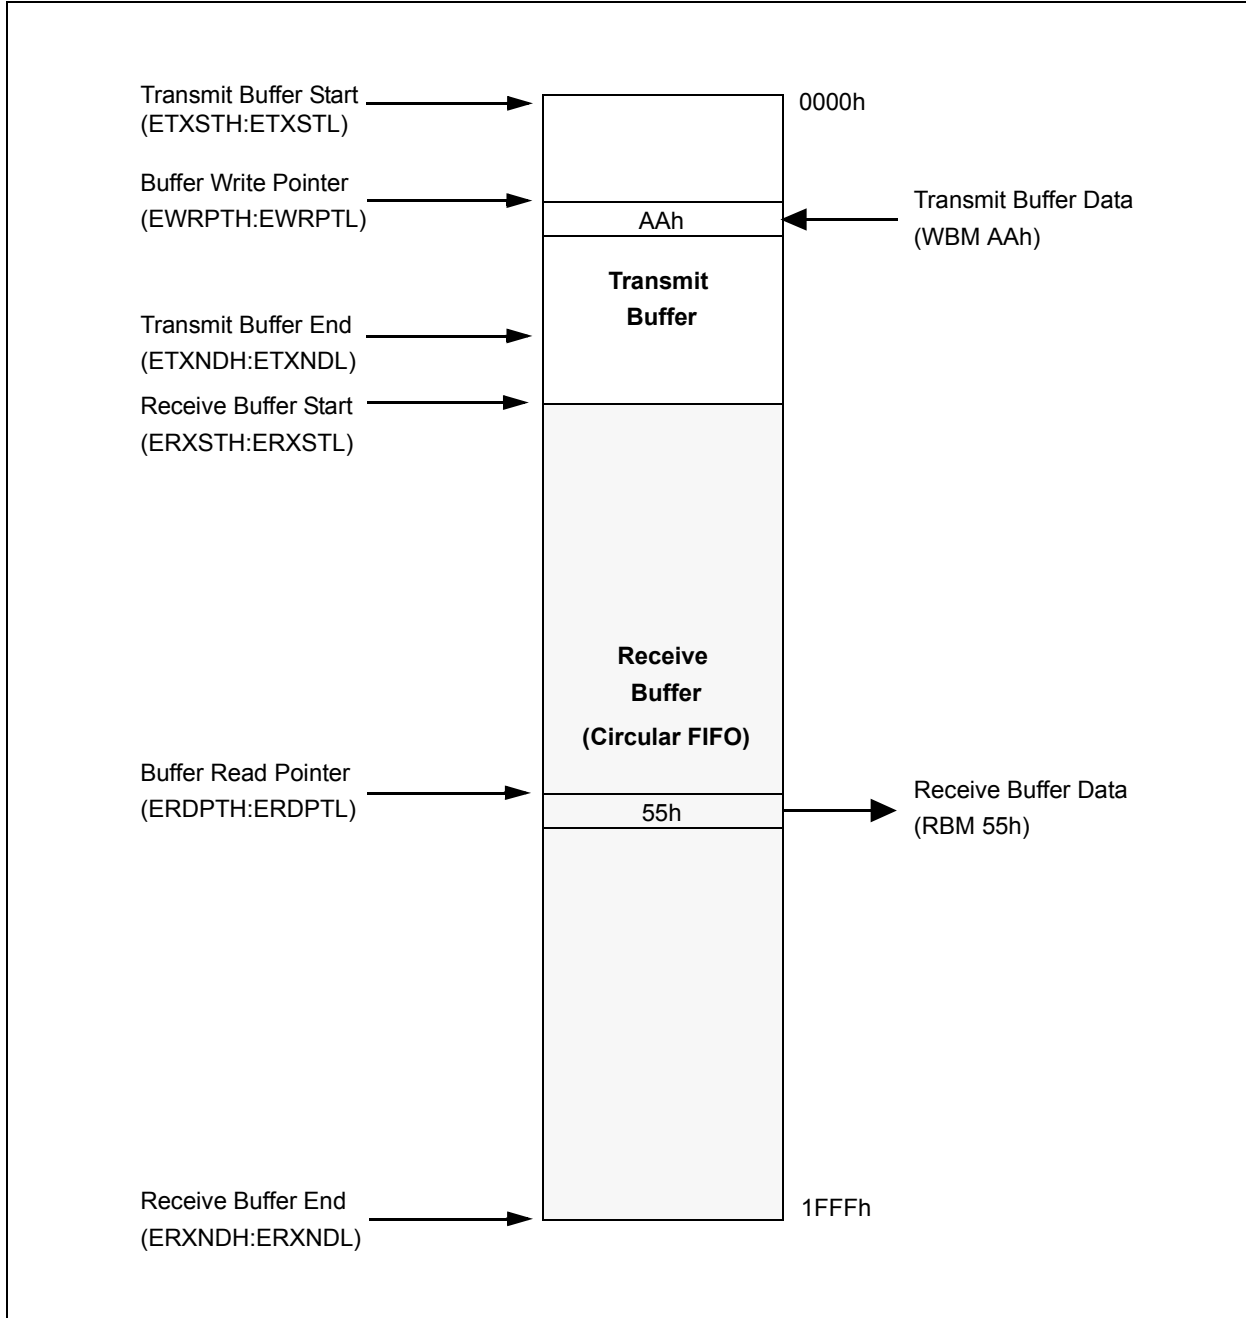 Transmit Buffer Start
(ETXSTH:ETXSTL)
0000h
Buffer Write Pointer
(EWRPTH:EWRPTL)
AAh
Transmit Buffer Data
(WBM AAh)
Transmit
Buffer
Transmit Buffer End
(ETXNDH:ETXNDL)
Receive Buffer Start
(ERXSTH:ERXSTL)
Receive
Buffer
(Circular FIFO)
Buffer Read Pointer
(ERDPTH:ERDPTL)
55h
Receive Buffer Data
(RBM 55h)
Receive Buffer End
(ERXNDH:ERXNDL)
1FFFh